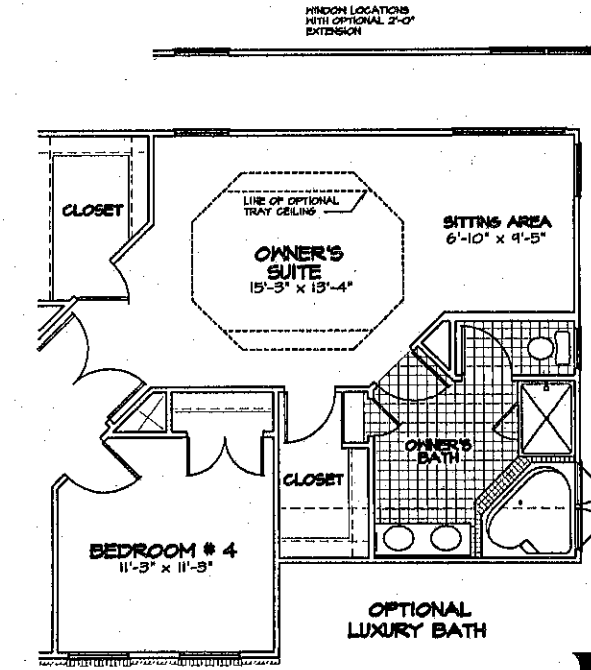 WINDOW LOCATIONS
WITH OPTIONAL 2'-0"
EXTENSION
CLOSET
LINE OF OPTIONAL
TRAY CEILING
SITTING AREA
6'-10" x 9'-5"
OWNER'S
SUITE
15'-3" x 13'-4"
OWNER'S
BATH
CLOSET
BEDROOM # 4
11'-3" x 11'-3"
OPTIONAL
LUXURY BATH